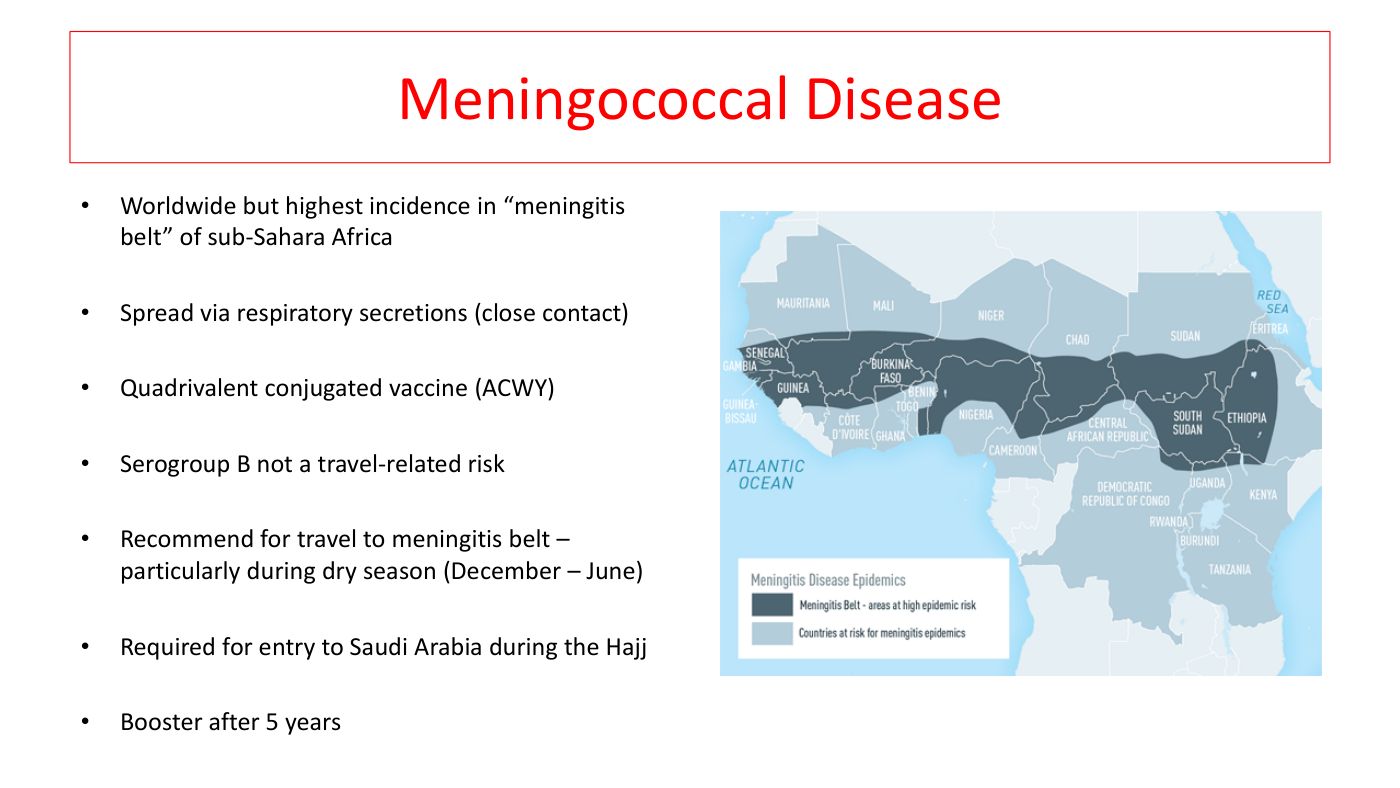 Meningococcal Disease
• Worldwide but highest incidence in “meningitis
belt” of sub-Sahara Africa
• Spread via respiratory secretions (close contact)
• Quadrivalent conjugated vaccine (ACWY)
• Serogroup B not a travel-related risk
• Recommend for travel to meningitis belt –
particularly during dry season (December – June)
• Required for entry to Saudi Arabia during the Hajj
• Booster after 5 years
RED
SEA
MAURITANIA
MALI
NIGER
CHAD
SUDAN
ERITREA
SENEGAL
GAMBIA
GUINEA
GUINEA-
BISSAU
BURKINA
FASO
BENIN
TOGO
CÔTE
D'IVOIRE
GHANA
NIGERIA
CAMEROON
CENTRAL
AFRICAN REPUBLIC
SOUTH
SUDAN
ETHIOPIA
ATLANTIC
OCEAN
DEMOCRATIC
REPUBLIC OF CONGO
UGANDA
KENYA
RWANDA
BURUNDI
TANZANIA
Meningitis Disease Epidemics
Meningitis Belt - areas at high epidemic risk
Countries at risk for meningitis epidemics